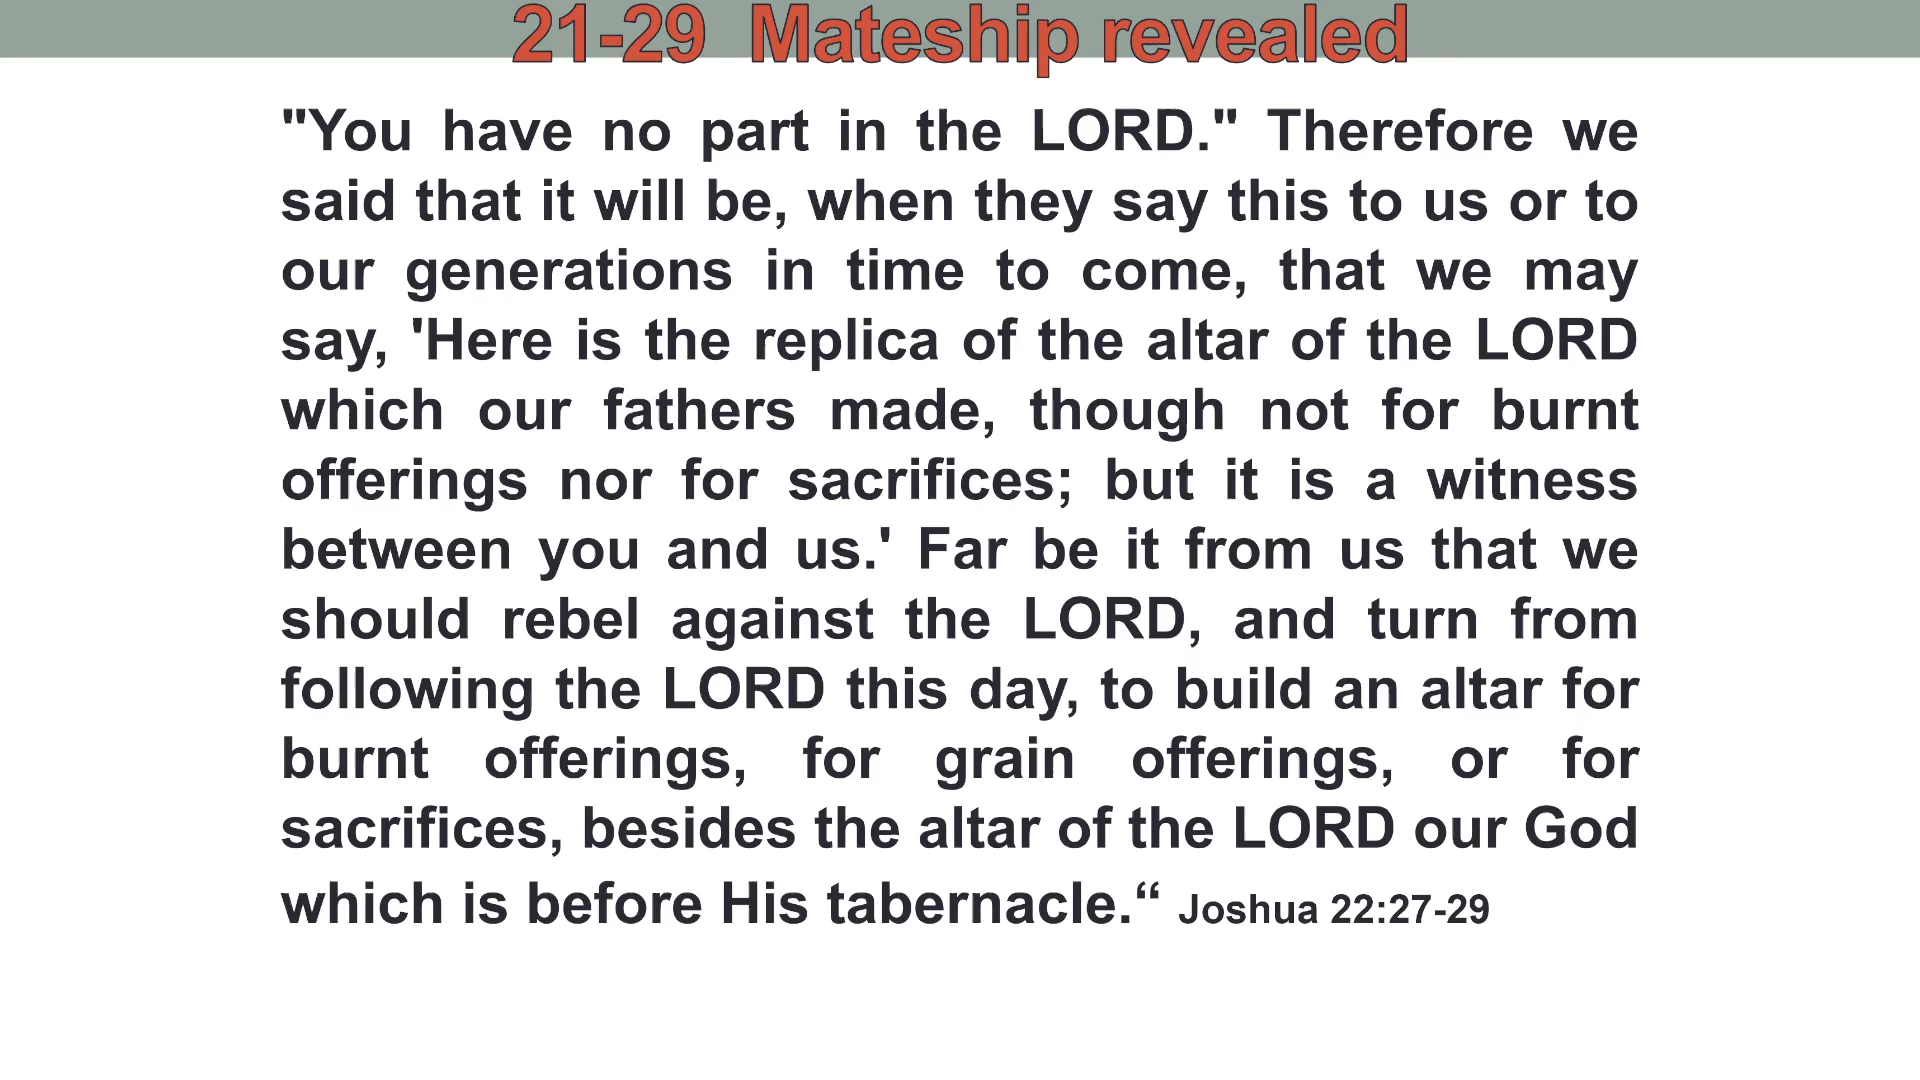 21-29  Mateship revealed
"You have no part in the LORD." Therefore we
said that it will be, when they say this to us or to
our generations in time to come, that we may
say, 'Here is the replica of the altar of the LORD
which our fathers made, though not for burnt
offerings nor for sacrifices; but it is a witness
between you and us.' Far be it from us that we
should rebel against the LORD, and turn from
following the LORD this day, to build an altar for
burnt offerings, for grain offerings, or for
sacrifices, besides the altar of the LORD our God
which is before His tabernacle.“ Joshua 22:27-29